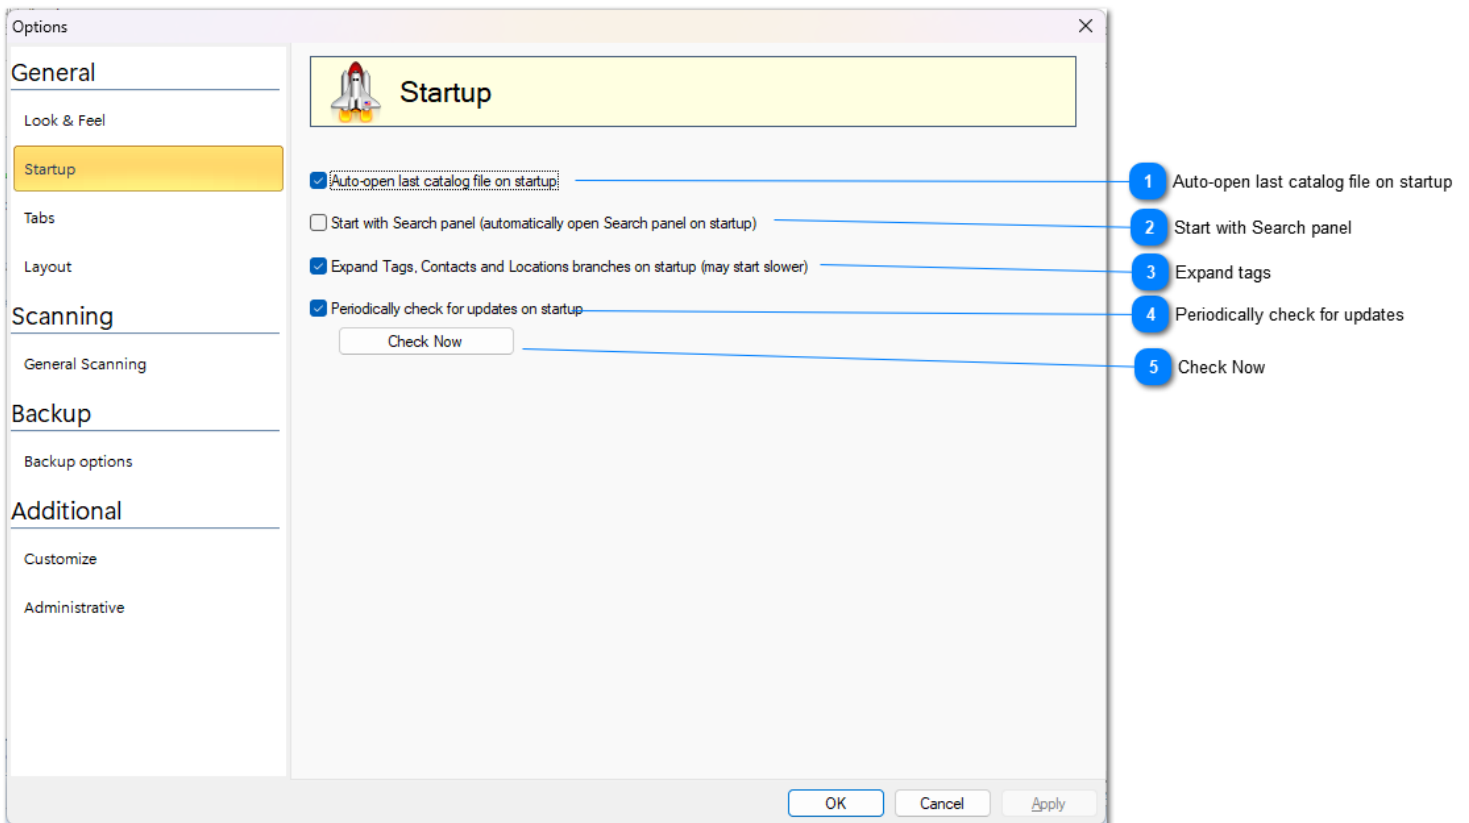 Options
General
Look & Feel
Startup
Tabs
Layout
Scanning
General Scanning
Backup
Backup options
Additional
Customize
Administrative
Startup
Auto-open last catalog file on startup
Start with Search panel (automatically open Search panel on startup)
Expand Tags, Contacts and Locations branches on startup (may start slower)
Periodically check for updates on startup
Check Now
OK
Cancel
Apply
1 Auto-open last catalog file on startup
2 Start with Search panel
3 Expand tags
4 Periodically check for updates
5 Check Now